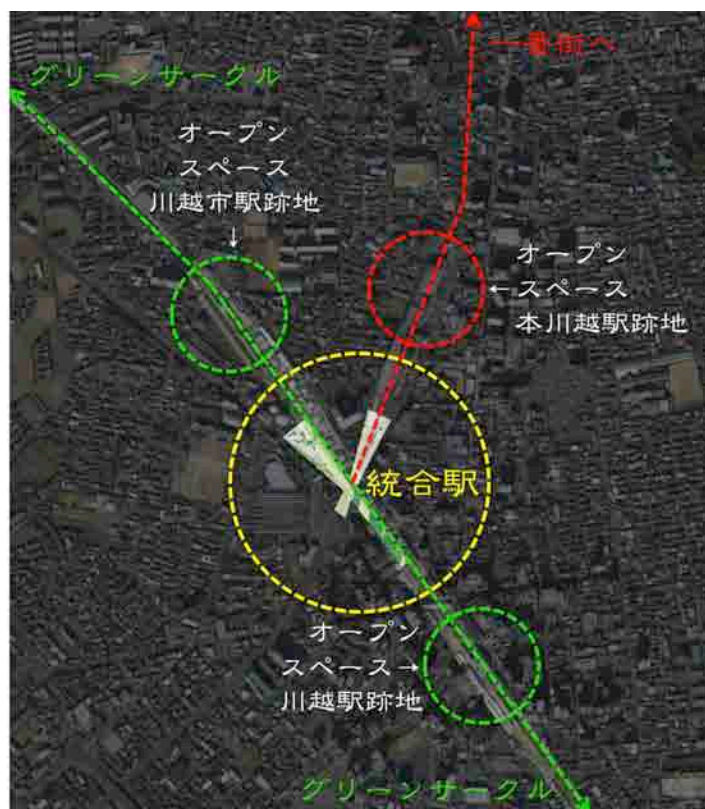 一番街へ
グリーンサークル
オープン
スペース
川越市駅跡地
↓
オープン
←スペース
本川越駅跡地
統合駅
オープン
スペース→
川越駅跡地
グリーンサークル